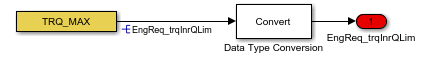 TRQ_MAX
EngReq_trqInrQLim
Convert
Data Type Conversion
1
EngReq_trqInrQLim